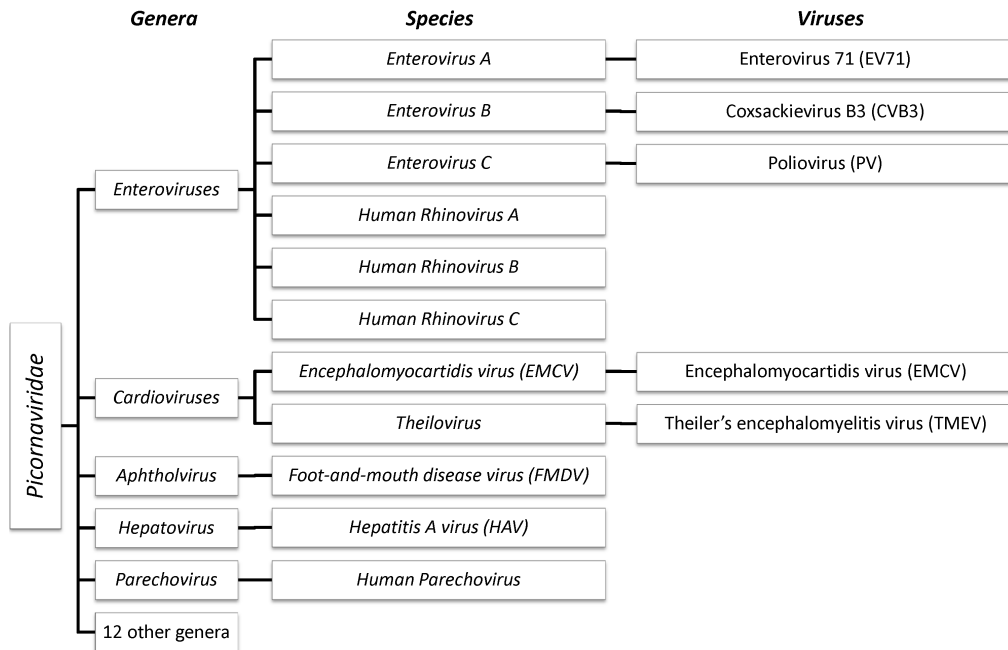 Genera
Species
Viruses
Enterovirus A
Enterovirus 71 (EV71)
Enterovirus B
Coxsackievirus B3 (CVB3)
Enterovirus C
Poliovirus (PV)
Enteroviruses
Human Rhinovirus A
Human Rhinovirus B
Human Rhinovirus C
Picornaviridae
Encephalomyocartidis virus (EMCV)
Encephalomyocartidis virus (EMCV)
Cardioviruses
Theilovirus
Theiler’s encephalomyelitis virus (TMEV)
Aphtholvirus
Foot-and-mouth disease virus (FMDV)
Hepatovirus
Hepatitis A virus (HAV)
Parechovirus
Human Parechovirus
12 other genera